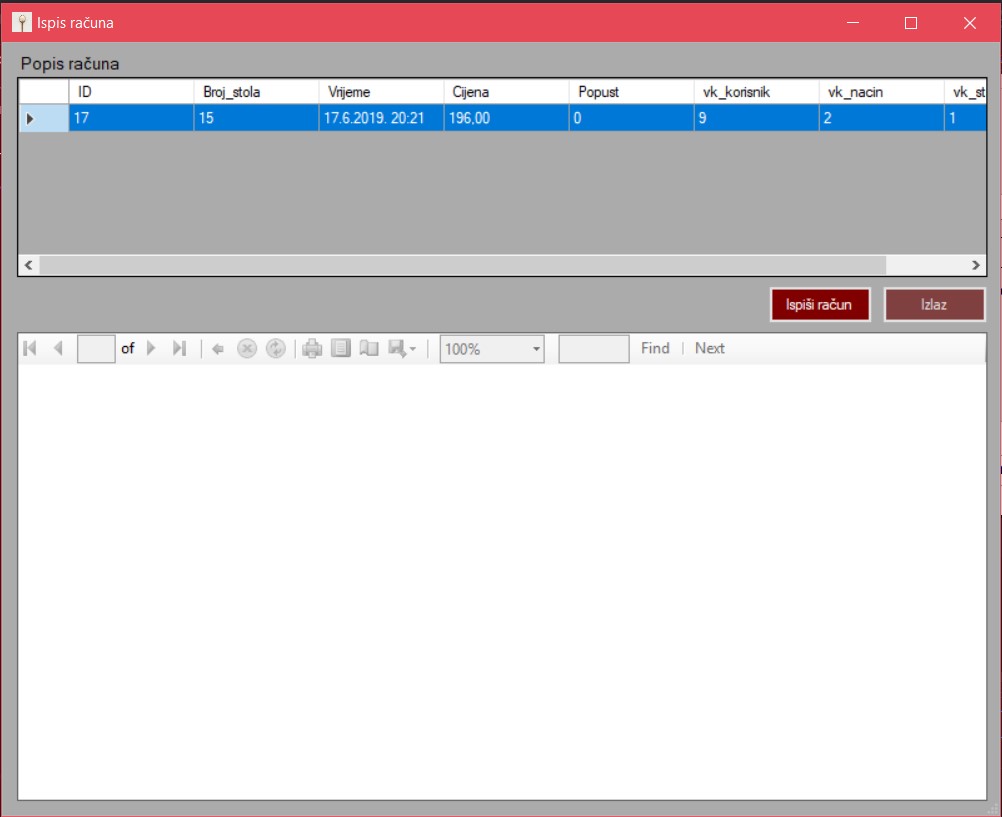 Ispis računa
Popis računa
ID Broj_stola Vrijeme Cijena Popust vk_korisnik vk_nacin vk_st
17 15 17.6.2019. 20:21 196,00 0 9 2 1
Ispiši račun Izlaz
of 100% Find Next